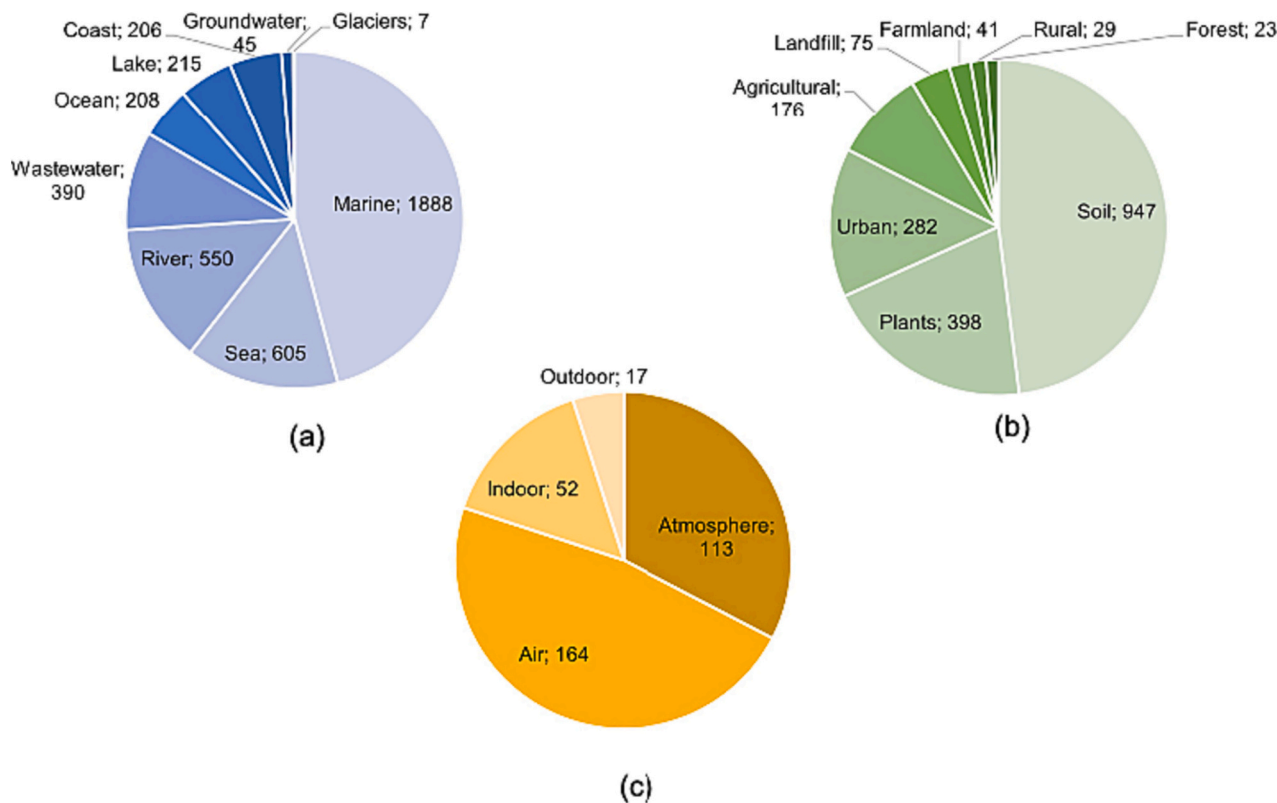 Groundwater;
45
Glaciers; 7
Coast; 206
Lake; 215
Ocean; 208
Wastewater;
390
River; 550
Sea; 605
Marine; 1888
(a)
Farmland; 41
Rural; 29
Forest; 23
Landfill; 75
Agricultural;
176
Urban; 282
Plants; 398
Soil; 947
(b)
Outdoor; 17
Indoor; 52
Atmosphere;
113
Air; 164
(c)